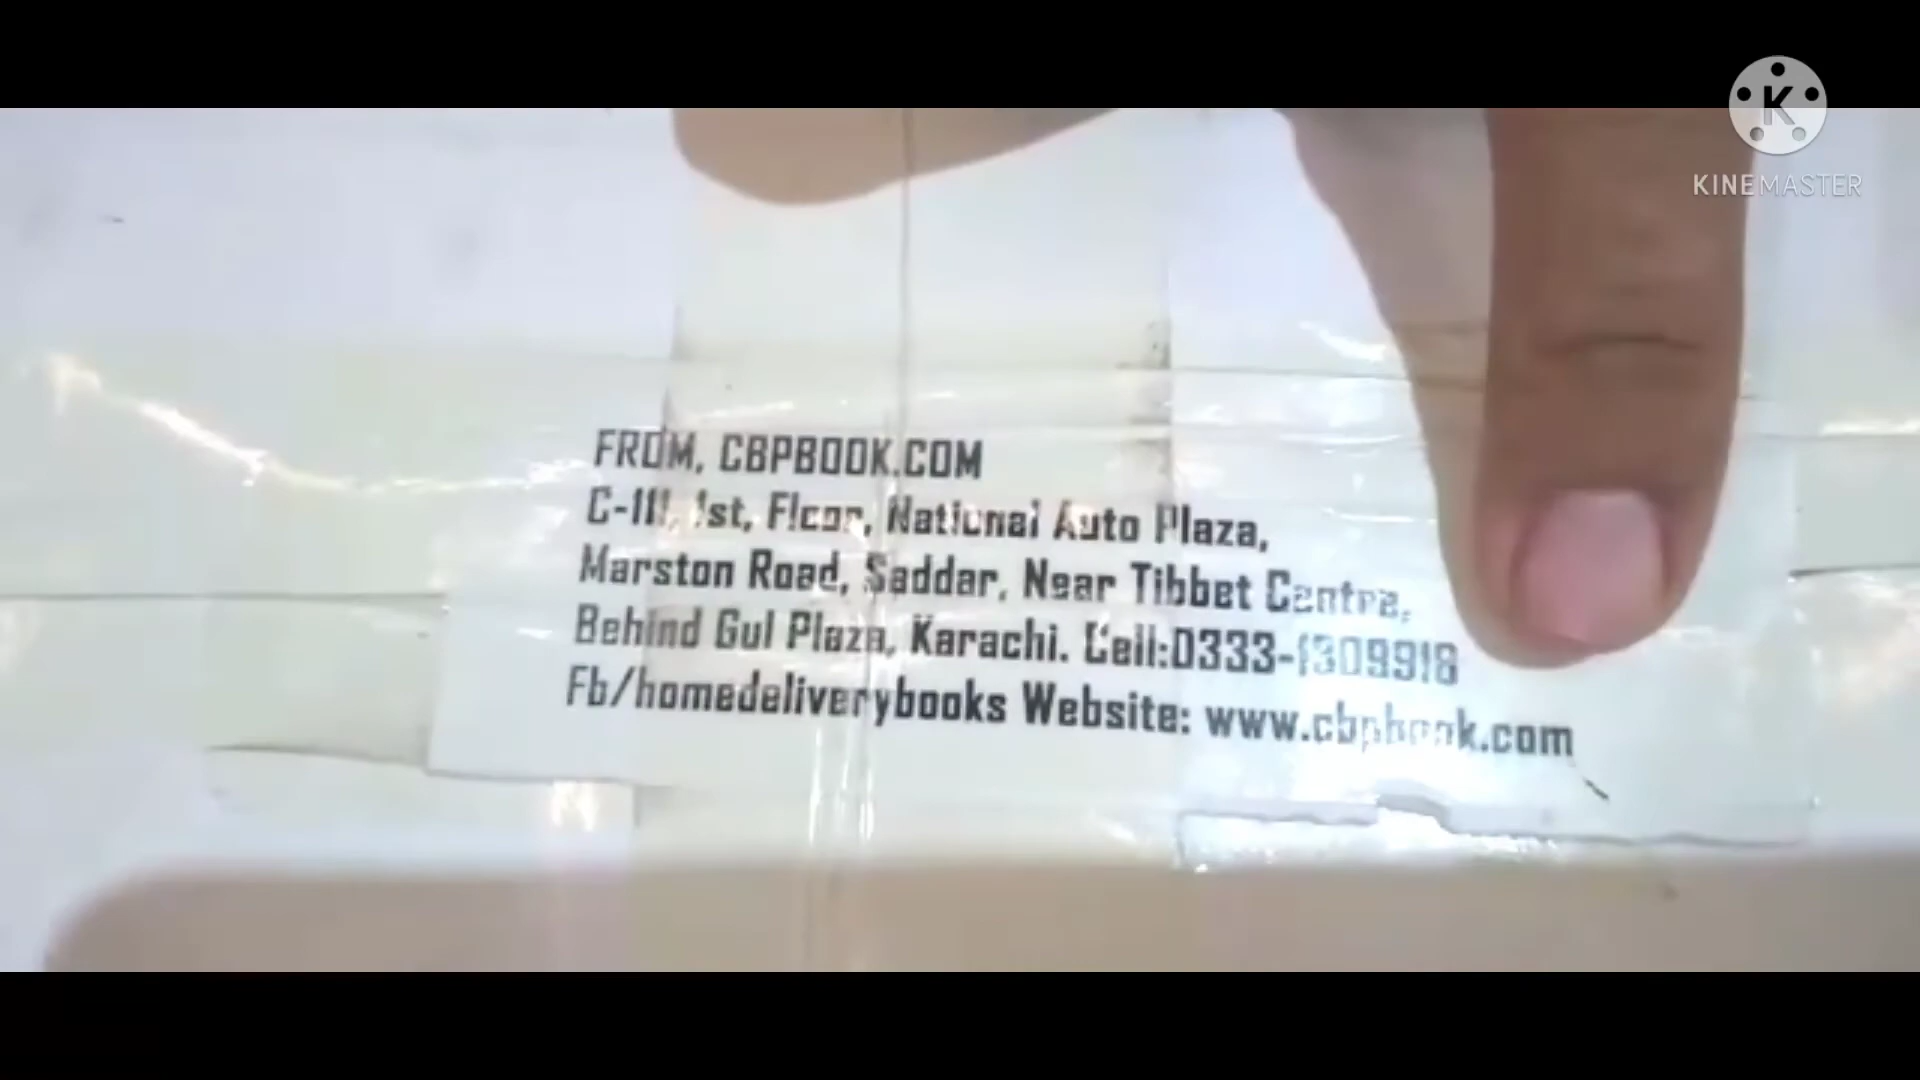 K
KINEMASTER
FROM, CBPBOOK.COM
C-111, 1st, Floor, National Auto Plaza,
Marston Road, Saddar, Near Tibbet Centre,
Behind Gul Plaza, Karachi. Cell:0333-1309918
Fb/homedeliverybooks Website: www.cbpbook.com